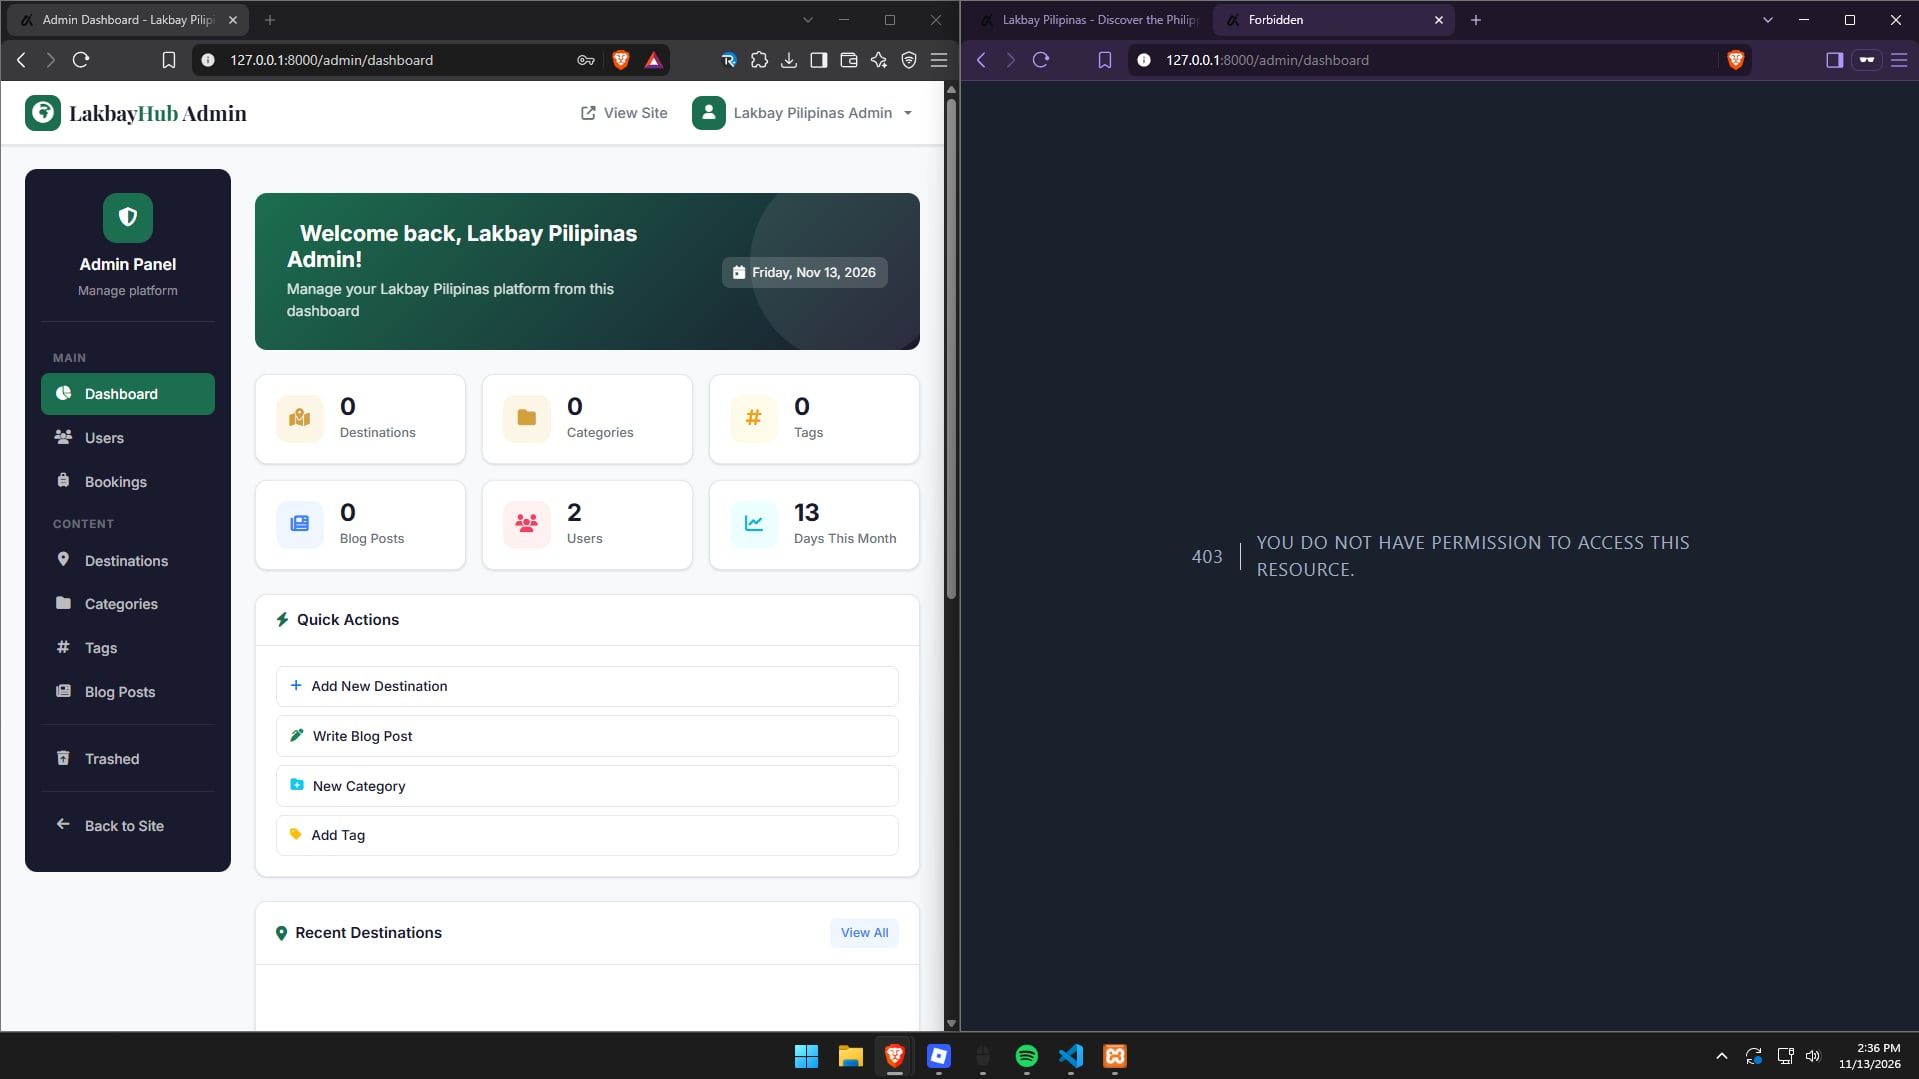 Admin Dashboard - Lakbay Pilipi
127.0.0.1:8000/admin/dashboard
LakbayHub Admin
View Site
Lakbay Pilipinas Admin
Admin Panel
Manage platform
MAIN
Dashboard
Users
Bookings
CONTENT
Destinations
Categories
Tags
Blog Posts
Trashed
Back to Site
Welcome back, Lakbay Pilipinas
Admin!
Manage your Lakbay Pilipinas platform from this
dashboard
Friday, Nov 13, 2026
0
Destinations
0
Categories
0
Tags
0
Blog Posts
2
Users
13
Days This Month
Quick Actions
Add New Destination
Write Blog Post
New Category
Add Tag
Recent Destinations
View All
Lakbay Pilipinas - Discover the Philipp
Forbidden
127.0.0.1:8000/admin/dashboard
403
YOU DO NOT HAVE PERMISSION TO ACCESS THIS
RESOURCE.
2:36 PM
11/13/2026